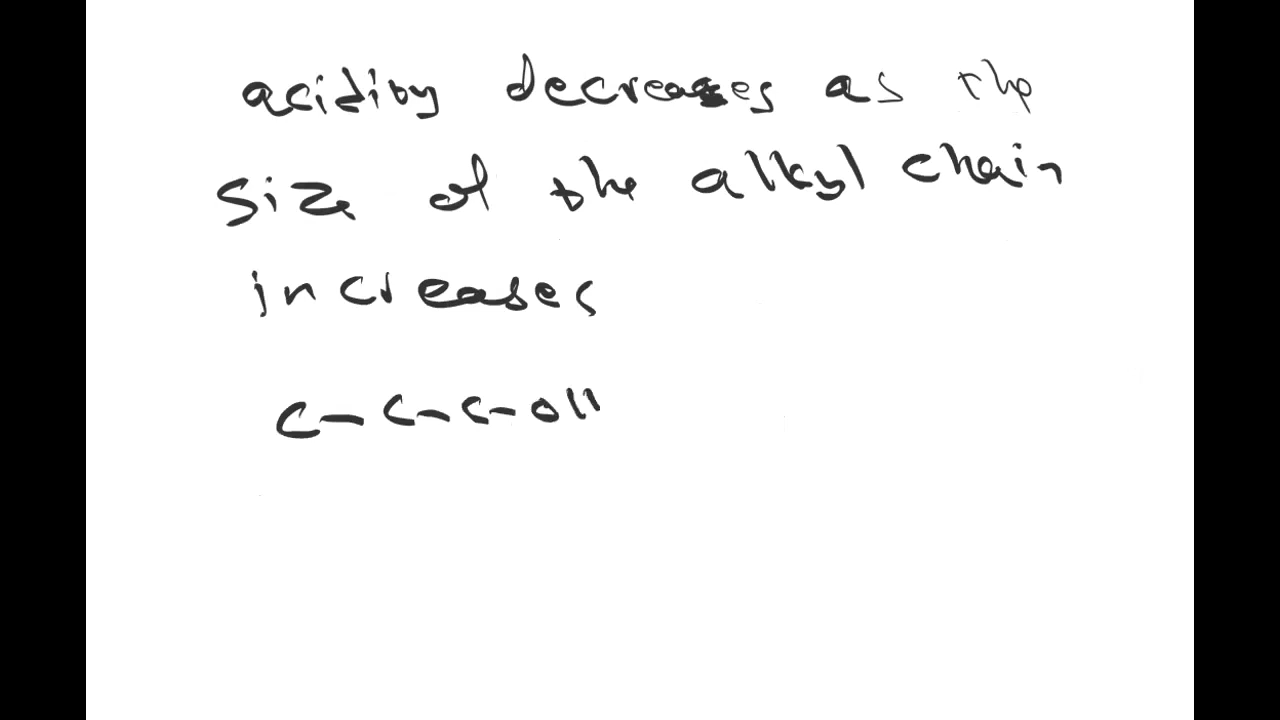 acidity decreases as the
size of the alkyl chain
increases
c-c-c-OH